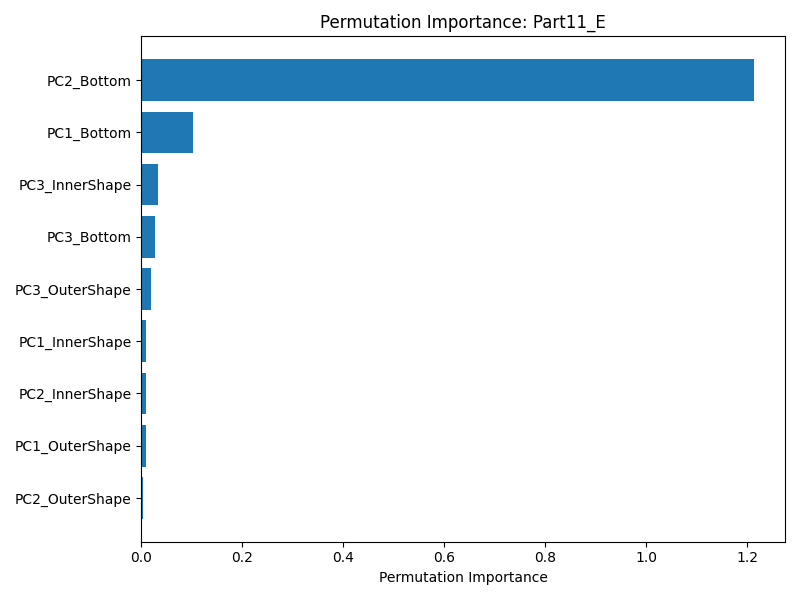 Permutation Importance: Part11_E
PC2_Bottom
PC1_Bottom
PC3_InnerShape
PC3_Bottom
PC3_OuterShape
PC1_InnerShape
PC2_InnerShape
PC1_OuterShape
PC2_OuterShape
0.0 0.2 0.4 0.6 0.8 1.0 1.2
Permutation Importance